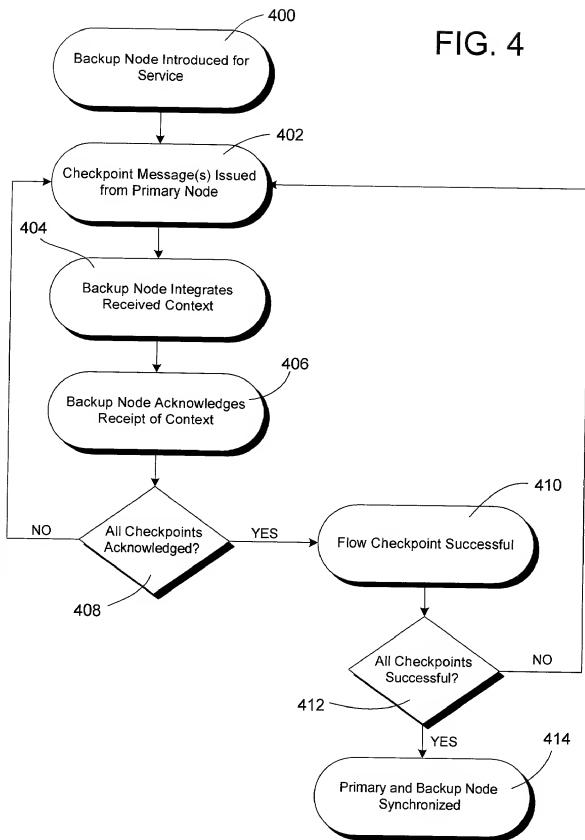 400
FIG. 4
Backup Node Introduced for
Service
402
Checkpoint Message(s) Issued
from Primary Node
404
Backup Node Integrates
Received Context
406
Backup Node Acknowledges
Receipt of Context
410
NO
All Checkpoints
Acknowledged?
YES
Flow Checkpoint Successful
408
All Checkpoints
Successful?
NO
412
YES
414
Primary and Backup Node
Synchronized